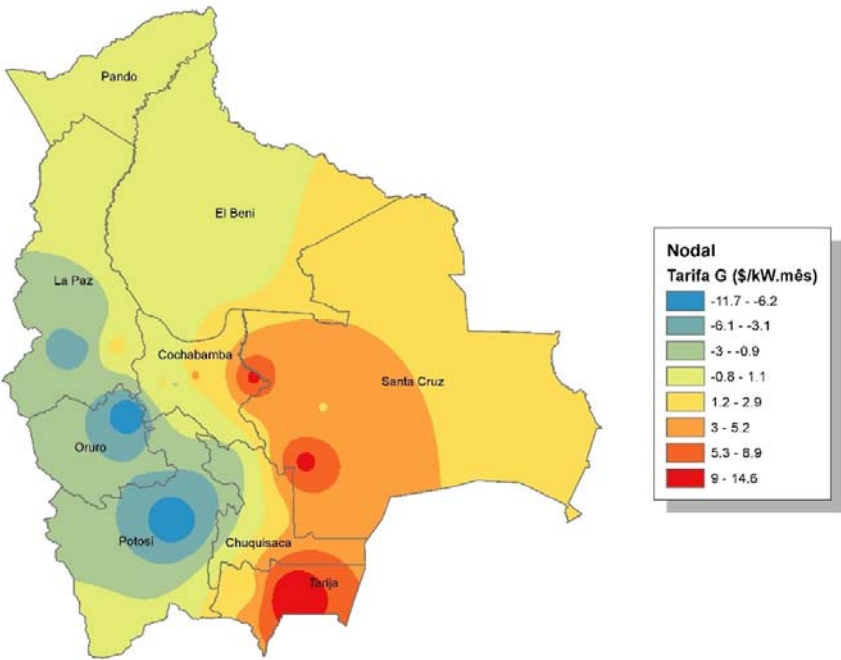 Pando
El Beni
La Paz
Cochabamba
Santa Cruz
Oruro
Potosi
Chuquisaca
Tarija
Nodal
Tarifa G ($/kW.mês)
-11.7 - -6.2
-6.1 - -3.1
-3 - -0.9
-0.8 - 1.1
1.2 - 2.9
3 - 5.2
5.3 - 8.9
9 - 14.6